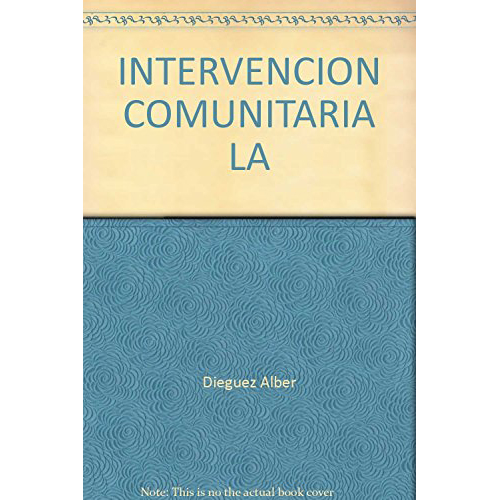 INTERVENCION
COMUNITARIA
LA
Dieguez Alber
Note: This is no the actual book cover